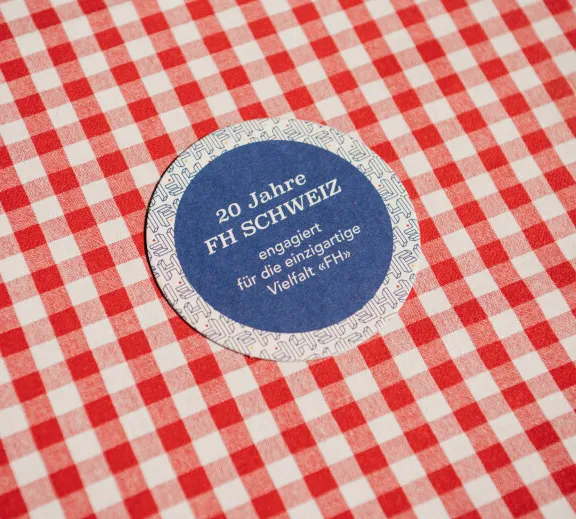 20 Jahre
FH SCHWEIZ
engagiert
für die einzigartige
Vielfalt «FH»